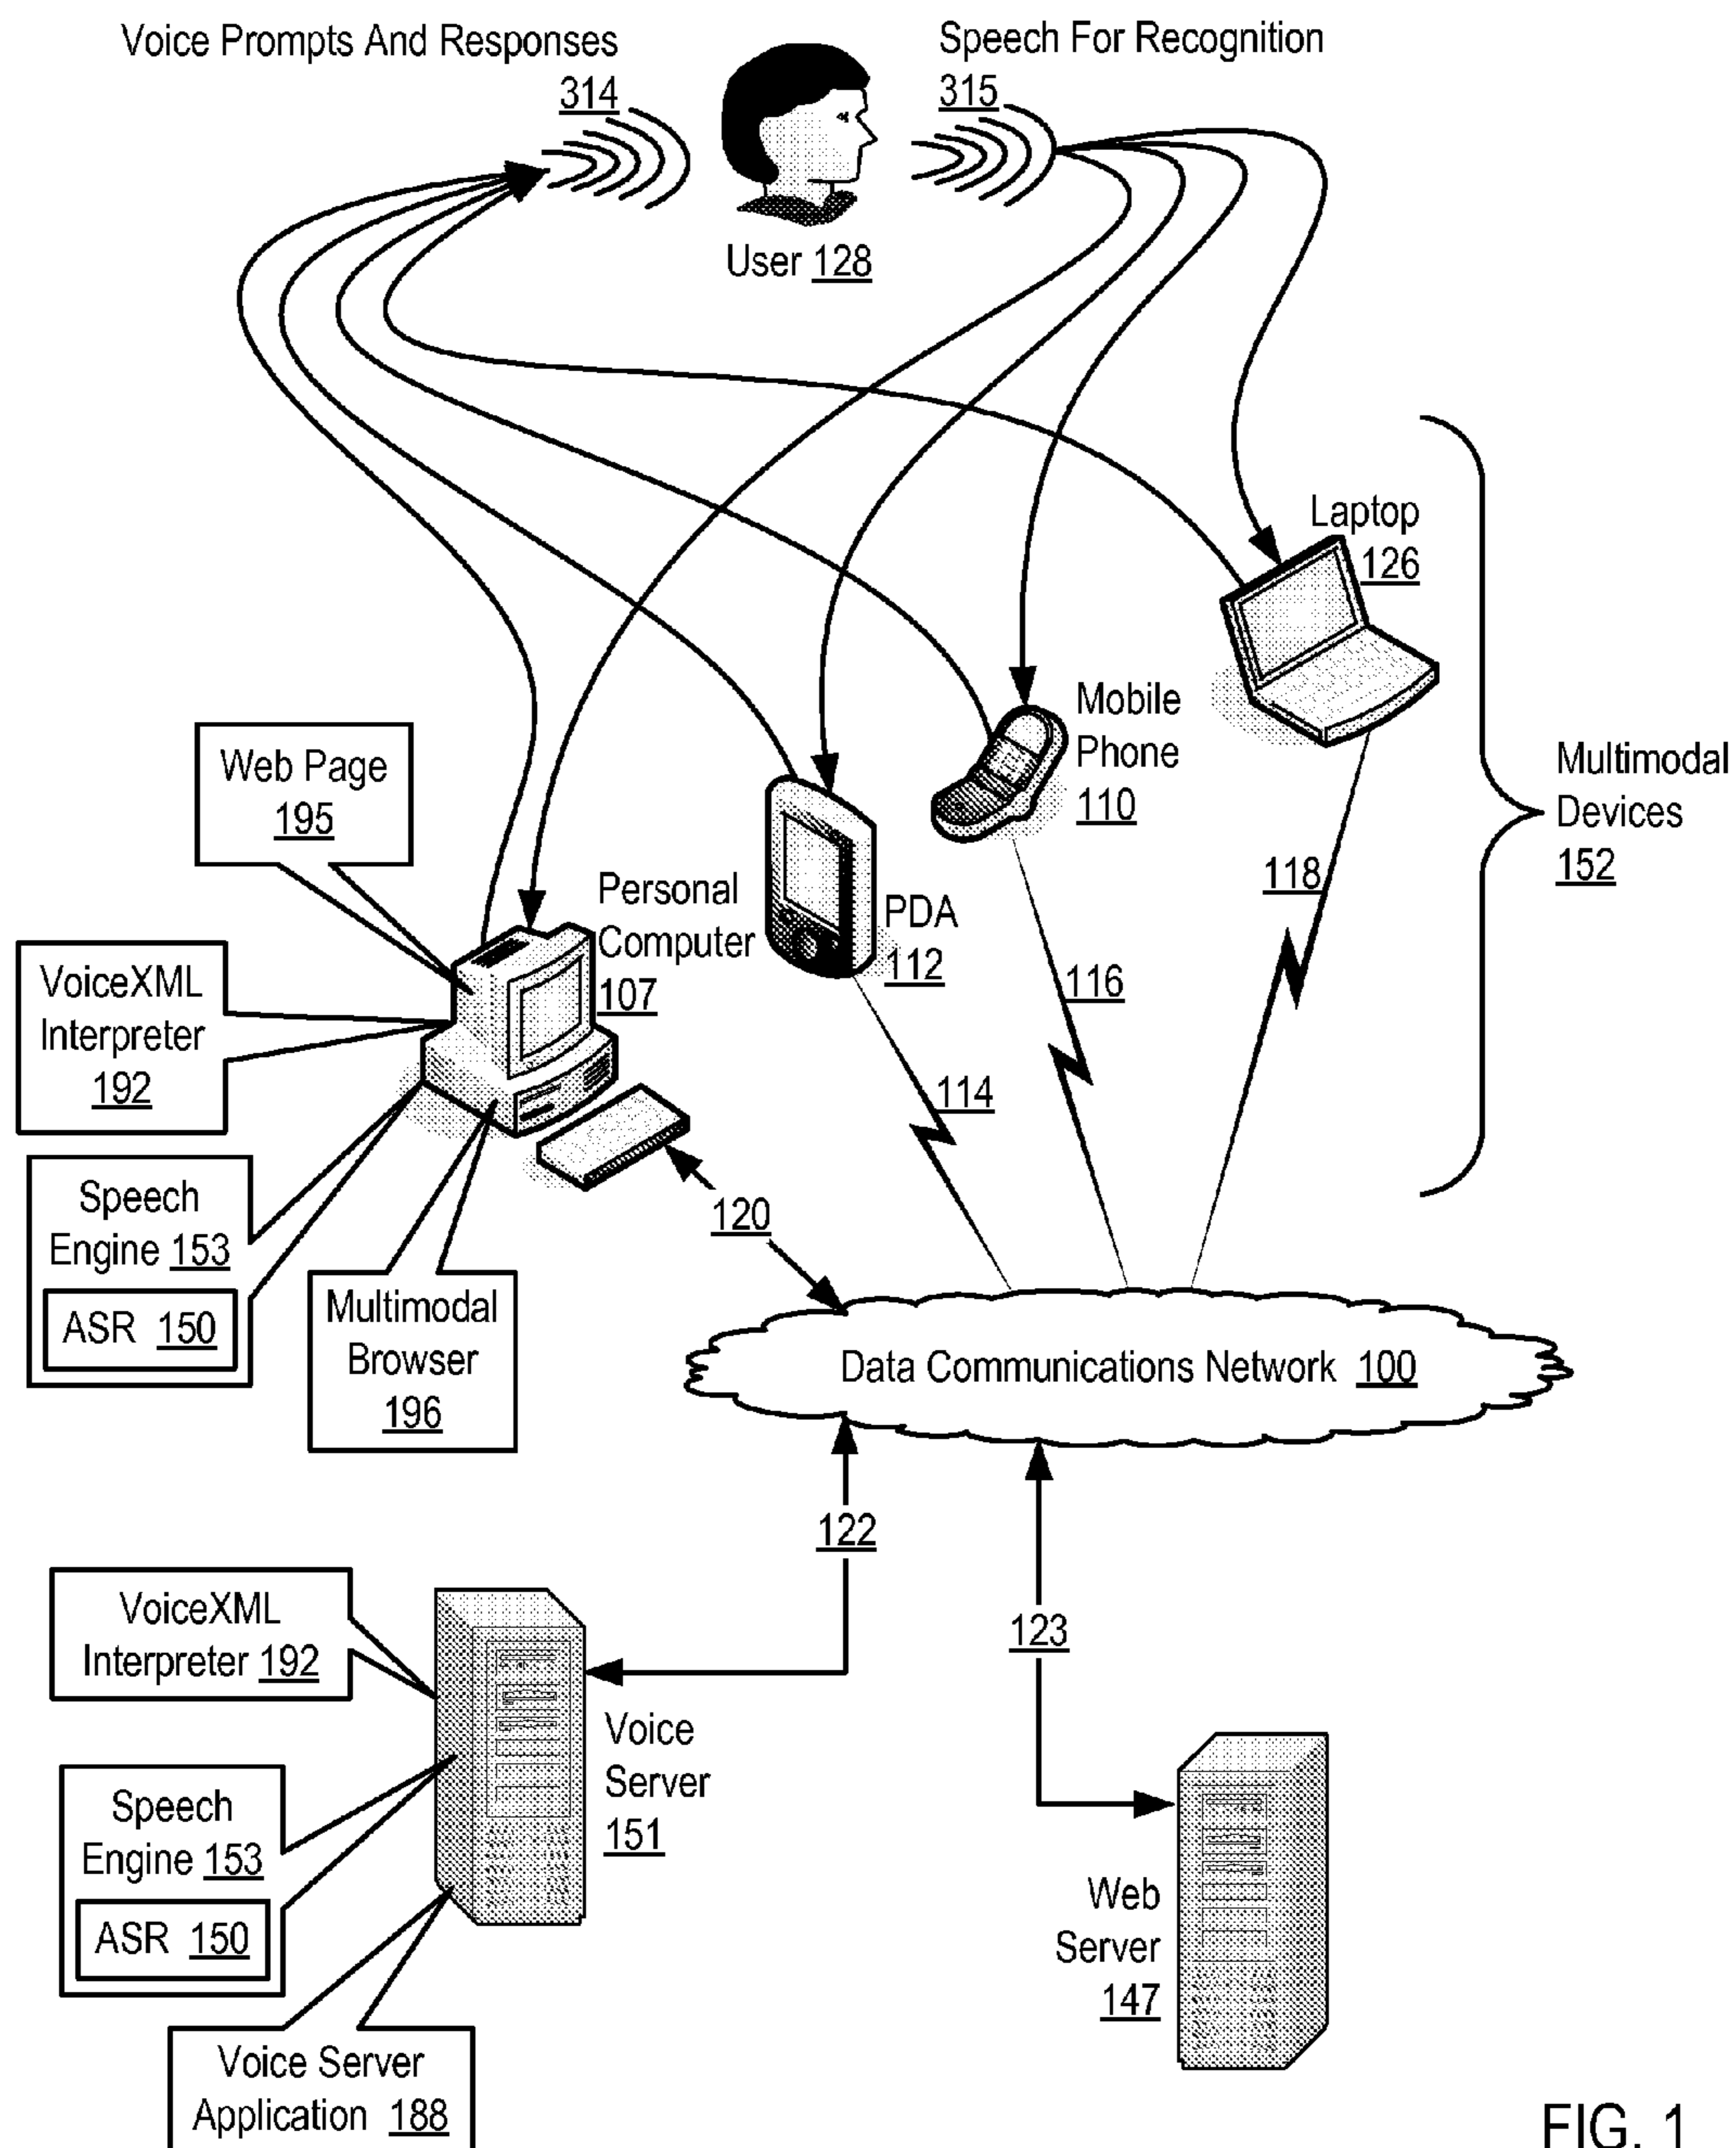 Voice Prompts And Responses
314
Speech For Recognition
315
User 128
Laptop
126
Mobile
Phone
110
Multimodal
Devices
152
Web Page
195
Personal
Computer
107
PDA
112
118
116
114
VoiceXML
Interpreter
192
Speech
Engine 153
ASR 150
Multimodal
Browser
196
120
Data Communications Network 100
122
123
VoiceXML
Interpreter 192
Voice
Server
151
Speech
Engine 153
ASR 150
Web
Server
147
Voice Server
Application 188
FIG. 1